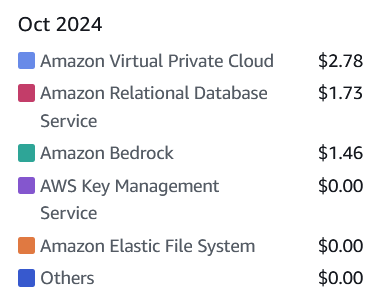 Oct 2024
Amazon Virtual Private Cloud $2.78
Amazon Relational Database $1.73
Service
Amazon Bedrock $1.46
AWS Key Management $0.00
Service
Amazon Elastic File System $0.00
Others $0.00